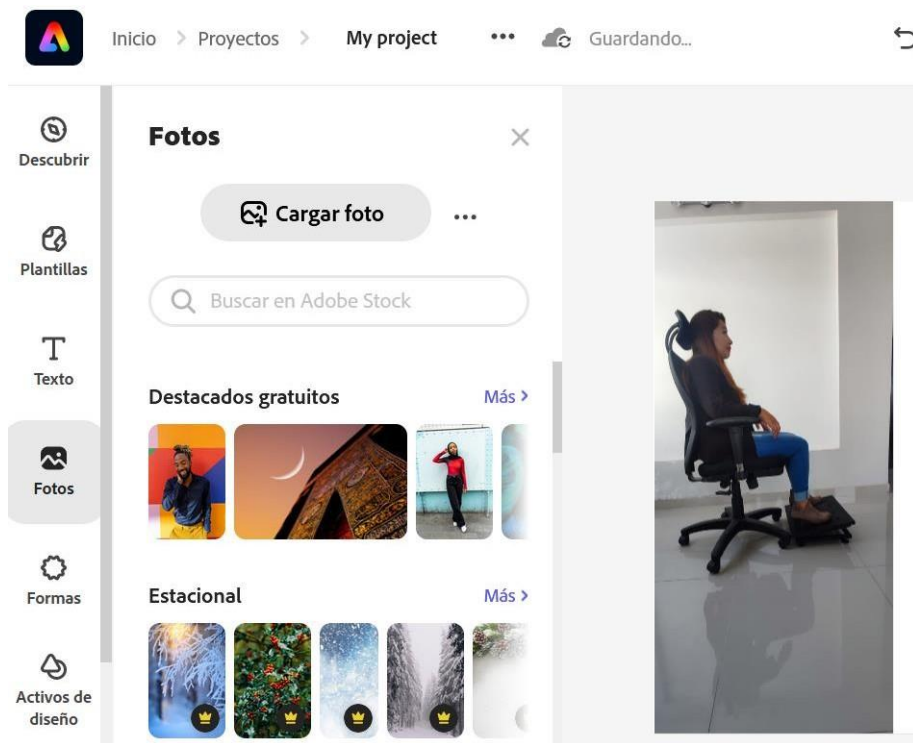 Inicio > Proyectos > My project ••• Guardando...
Descubrir
Plantillas
Texto
Fotos
Formas
Activos de
diseño
Fotos
Cargar foto •••
Buscar en Adobe Stock
Destacados gratuitos Más >
Estacional Más >